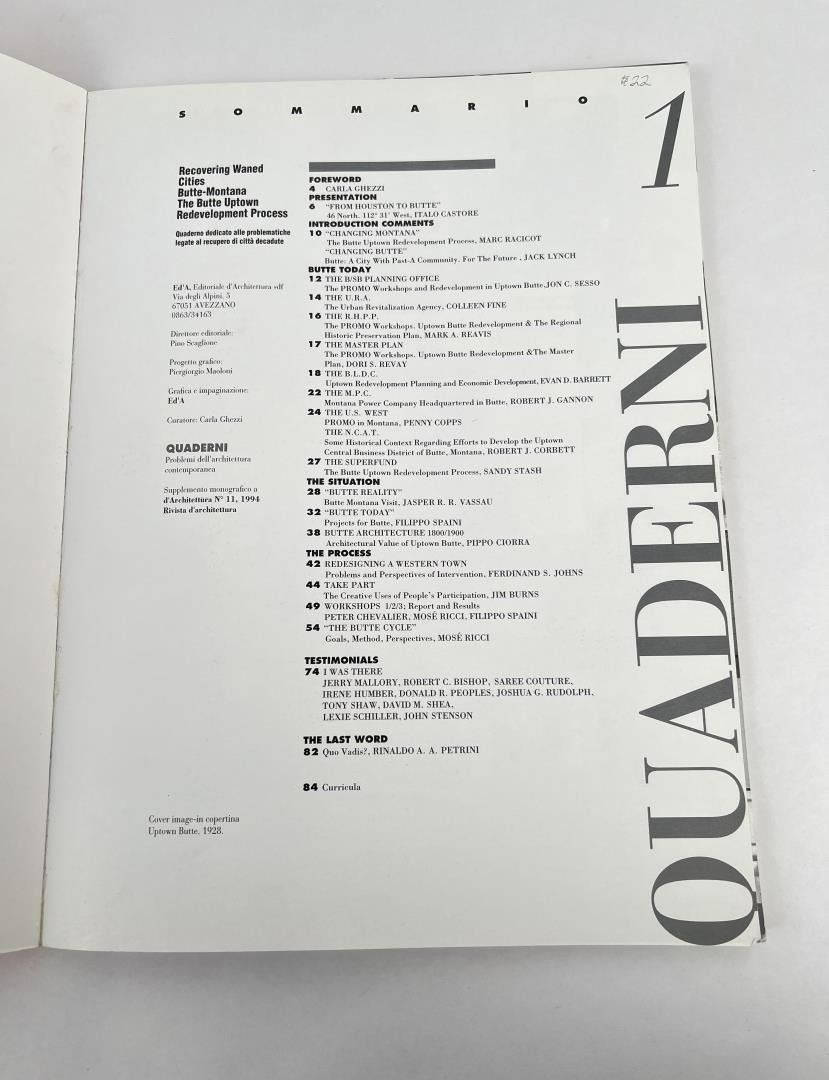 #22
SOMMARIO
1
Recovering Waned
Cities
Butte-Montana
The Butte Uptown
Redevelopment Process
Quaderno dedicato alle problematiche
legate al recupero di città decadute
Ed'A, Editoriale d'Architettura sdf
Via degli Alpini, 5
67051 AVEZZANO
0863/34163
Direttore editoriale:
Pino Scaglione
Progetto grafico:
Piergiorgio Maoloni
Grafica e impaginazione:
Ed'A
Curatore: Carla Ghezzi
QUADERNI
Problemi dell'architettura
contemporanea
Supplemento monografico a
d'Architettura N° 11, 1994
Rivista d'architettura
Cover image-in copertina
Uptown Butte, 1928.
FOREWORD
4 CARLA GHEZZI
PRESENTATION
6 "FROM HOUSTON TO BUTTE"
46 North. 112° 31' West, ITALO CASTORE
INTRODUCTION COMMENTS
10 "CHANGING MONTANA"
The Butte Uptown Redevelopment Process, MARC RACICOT
"CHANGING BUTTE"
Butte: A City With Past-A Community. For The Future , JACK LYNCH
BUTTE TODAY
12 THE B/SB PLANNING OFFICE
The PROMO Workshops and Redevelopment in Uptown Butte,JON C. SESSO
14 THE U.R.A.
The Urban Revitalization Agency, COLLEEN FINE
16 THE R.H.P.P.
The PROMO Workshops. Uptown Butte Redevelopment & The Regional
Historic Preservation Plan, MARK A. REAVIS
17 THE MASTER PLAN
The PROMO Workshops. Uptown Butte Redevelopment &The Master
Plan, DORI S. REVAY
18 THE B.L.D.C.
Uptown Redevelopment Planning and Economic Development, EVAN D. BARRETT
22 THE M.P.C.
Montana Power Company Headquartered in Butte, ROBERT J. GANNON
24 THE U.S. WEST
PROMO in Montana, PENNY COPPS
THE N.C.A.T.
Some Historical Context Regarding Efforts to Develop the Uptown
Central Business District of Butte, Montana, ROBERT J. CORBETT
27 THE SUPERFUND
The Butte Uptown Redevelopment Process, SANDY STASH
THE SITUATION
28 "BUTTE REALITY"
Butte Montana Visit, JASPER R. R. VASSAU
32 "BUTTE TODAY"
Projects for Butte, FILIPPO SPAINI
38 BUTTE ARCHITECTURE 1800/1900
Architectural Value of Uptown Butte, PIPPO CIORRA
THE PROCESS
42 REDESIGNING A WESTERN TOWN
Problems and Perspectives of Intervention, FERDINAND S. JOHNS
44 TAKE PART
The Creative Uses of People's Participation, JIM BURNS
49 WORKSHOPS 1/2/3; Report and Results
PETER CHEVALIER, MOSÉ RICCI, FILIPPO SPAINI
54 "THE BUTTE CYCLE"
Goals, Method, Perspectives, MOSÉ RICCI
TESTIMONIALS
74 I WAS THERE
JERRY MALLORY, ROBERT C. BISHOP, SAREE COUTURE,
IRENE HUMBER, DONALD R. PEOPLES, JOSHUA G. RUDOLPH,
TONY SHAW, DAVID M. SHEA,
LEXIE SCHILLER, JOHN STENSON
THE LAST WORD
82 Quo Vadis?, RINALDO A. A. PETRINI
84 Curricula
QUADERNI